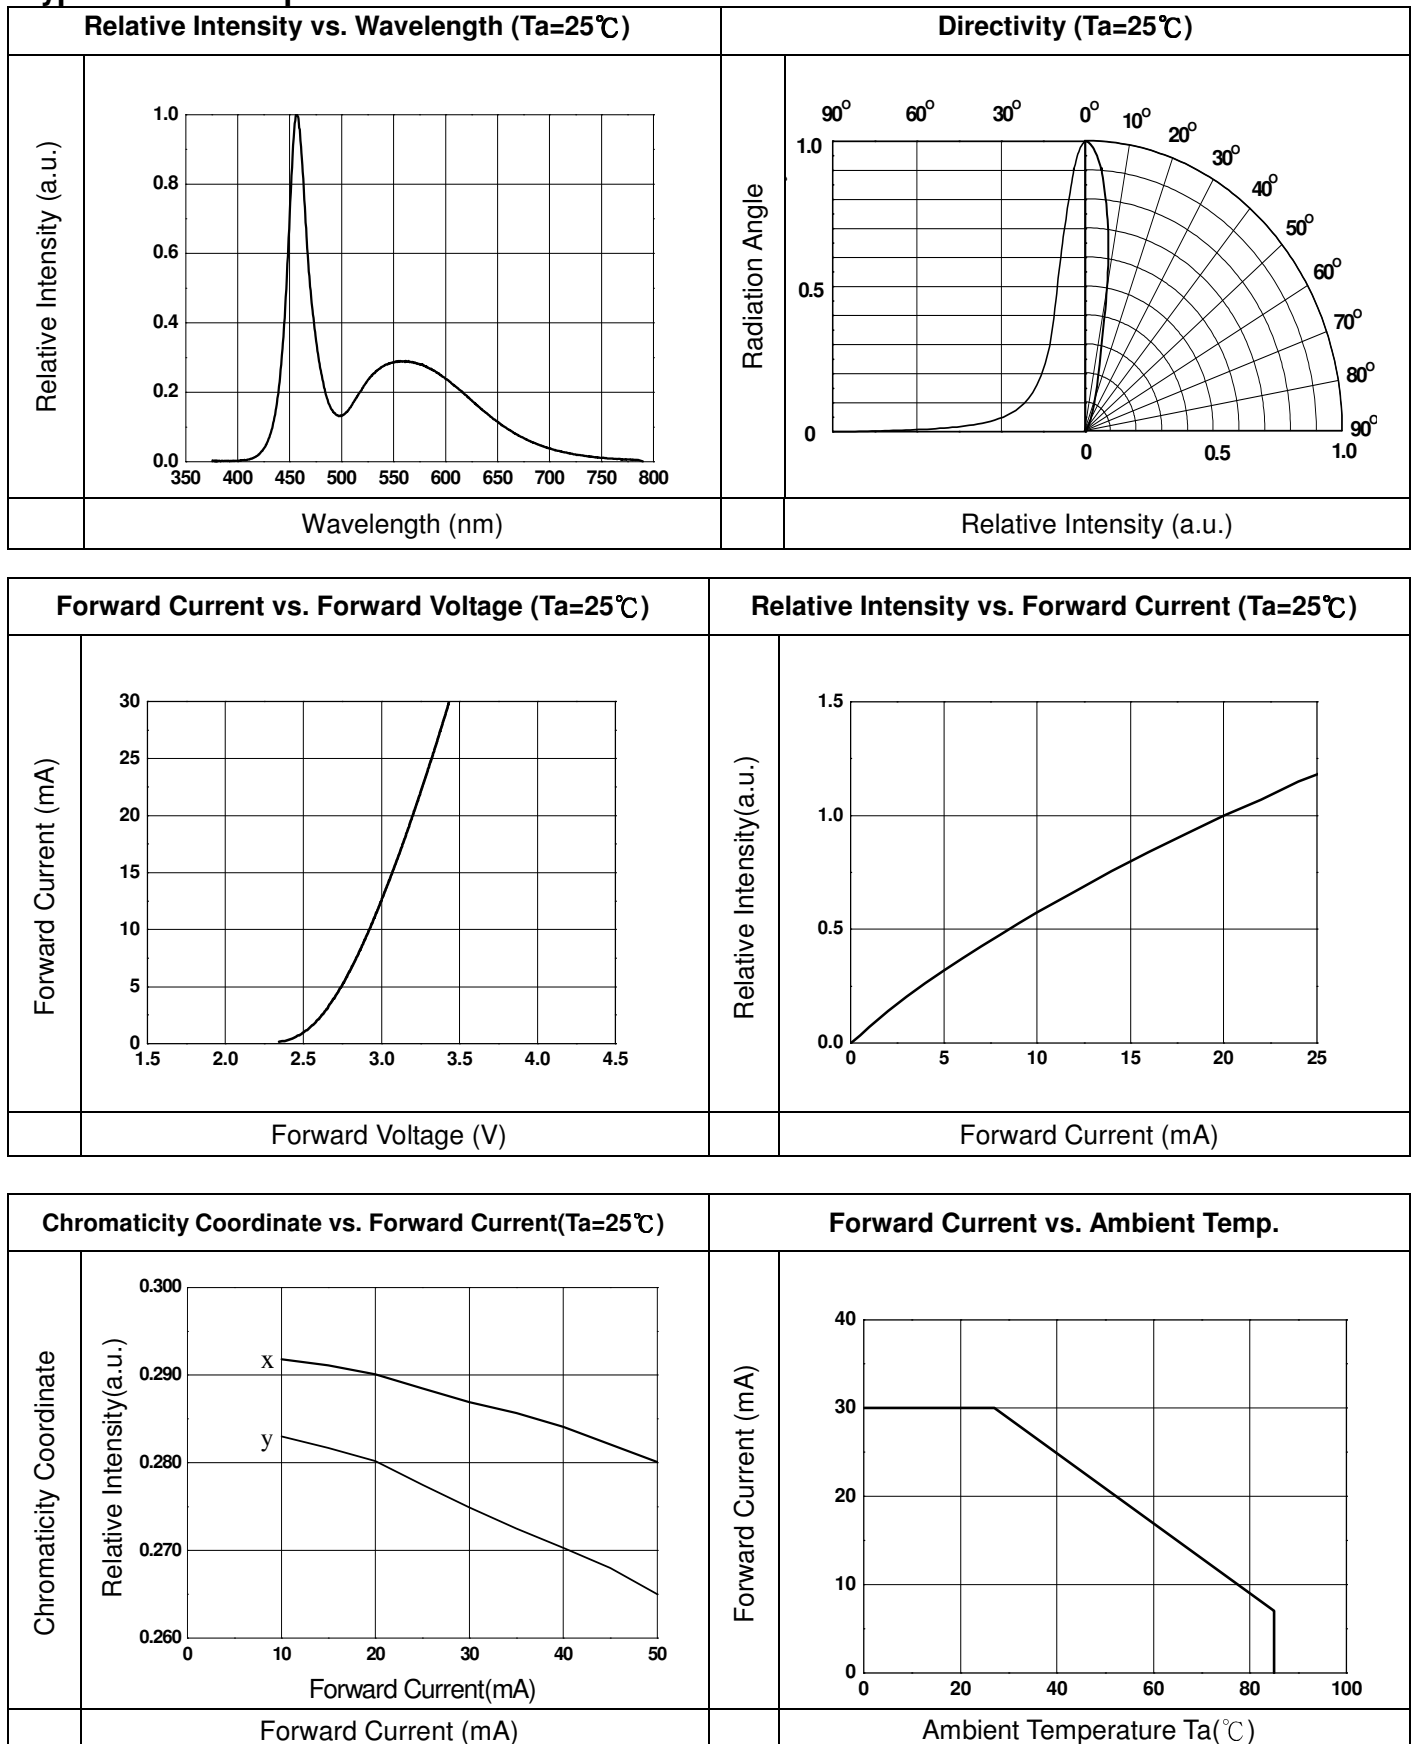 Relative Intensity vs. Wavelength (Ta=25℃)
Directivity (Ta=25℃)
Relative Intensity (a.u.)
1.0
0.8
0.6
0.4
0.2
0.0
350 400 450 500 550 600 650 700 750 800
Wavelength (nm)
Radiation Angle
90° 60° 30° 0° 10° 20° 30° 40° 50° 60° 70° 80° 90°
1.0
0.5
0
0 0.5 1.0
Relative Intensity (a.u.)
Forward Current vs. Forward Voltage (Ta=25℃)
Relative Intensity vs. Forward Current (Ta=25℃)
Forward Current (mA)
30
25
20
15
10
5
0
1.5 2.0 2.5 3.0 3.5 4.0 4.5
Forward Voltage (V)
Relative Intensity(a.u.)
1.5
1.0
0.5
0.0
0 5 10 15 20 25
Forward Current (mA)
Chromaticity Coordinate vs. Forward Current(Ta=25℃)
Forward Current vs. Ambient Temp.
Chromaticity Coordinate
Relative Intensity(a.u.)
0.300
0.290
0.280
0.270
0.260
x
y
0 10 20 30 40 50
Forward Current(mA)
Forward Current (mA)
Forward Current (mA)
40
30
20
10
0
0 20 40 60 80 100
Ambient Temperature Ta(℃)